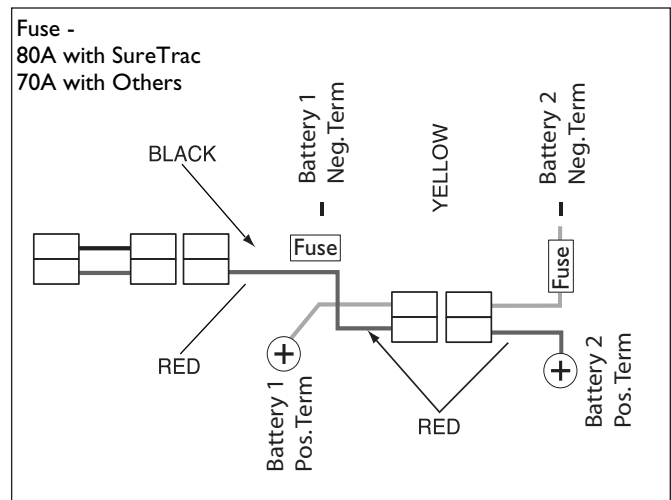 Fuse -
80A with SureTrac
70A with Others
BLACK
Battery 1
Neg.Term
-
YELLOW
Battery 2
Neg.Term
-
Fuse
Fuse
RED
+
Battery 1
Pos.Term
RED
+
Battery 2
Pos.Term